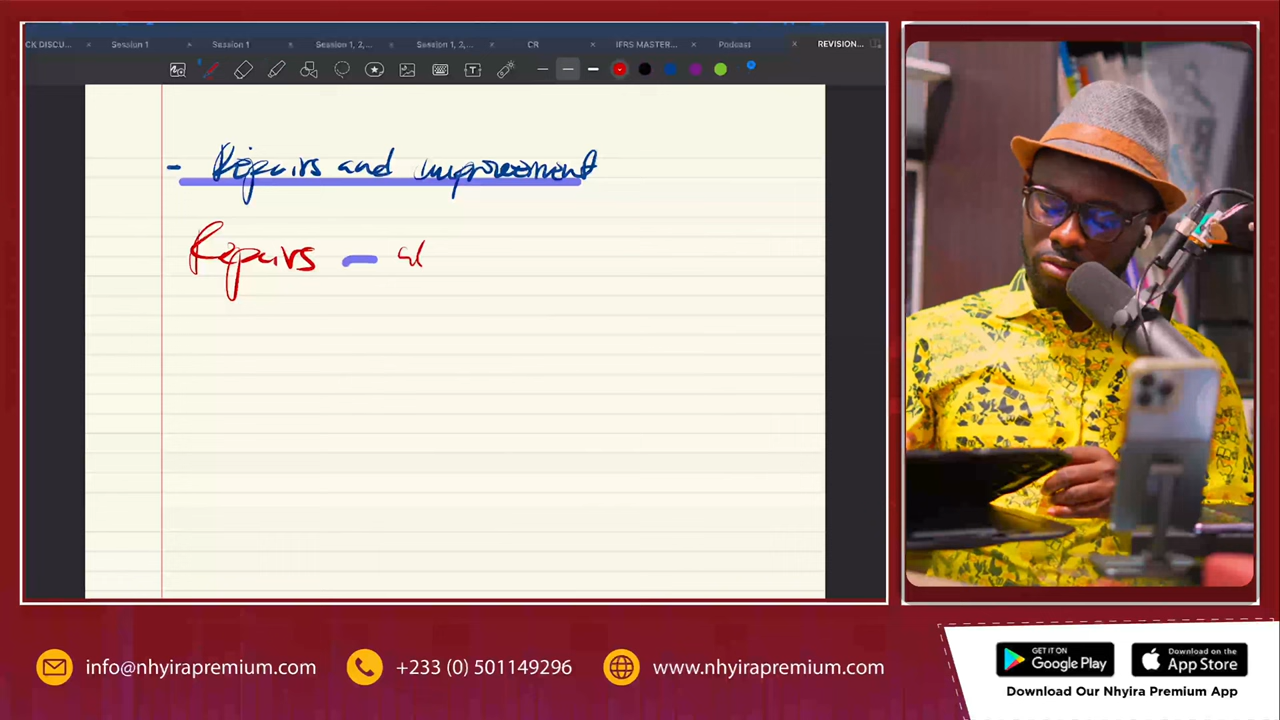 CK DISCU...
Session 1
Session 1
Session 1, 2,...
Session 1, 2,...
CR
IFRS MASTER...
Podcast
REVISION...
T
- Repairs and improvement
Repairs - al
info@nhyirapremium.com
+233 (0) 501149296
www.nhyirapremium.com
GET IT ON
Google Play
Download on the
App Store
Download Our Nhyira Premium App